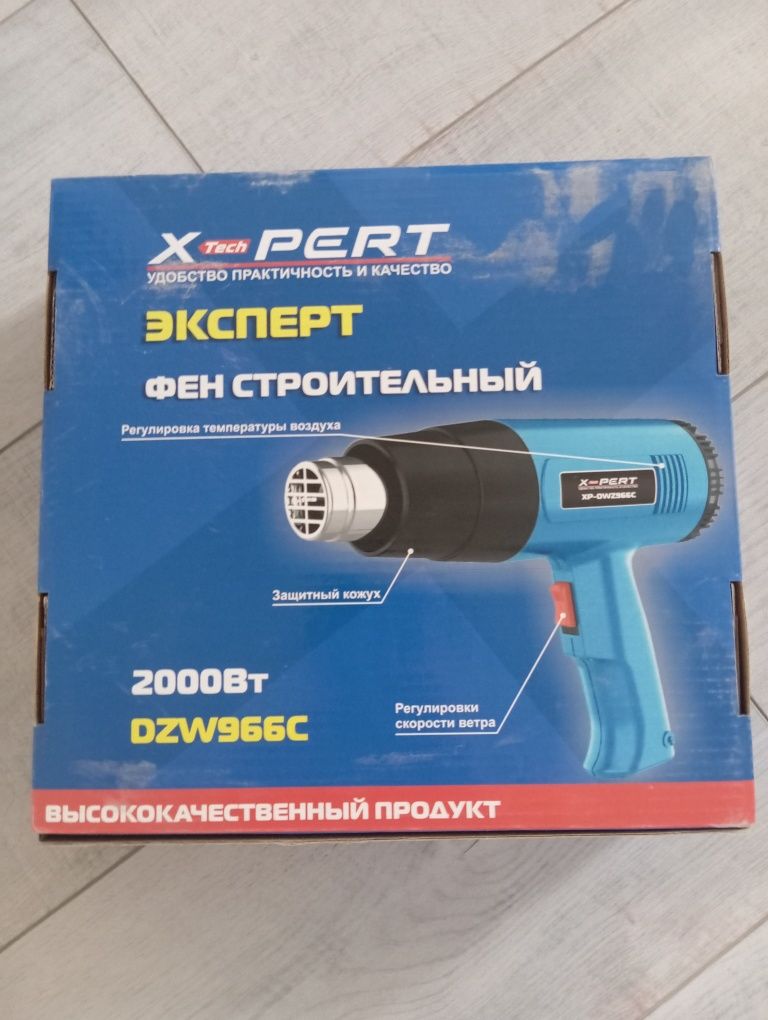 X-Tech PERT
УДОБСТВО ПРАКТИЧНОСТЬ И КАЧЕСТВО
ЭКСПЕРТ
ФЕН СТРОИТЕЛЬНЫЙ
Регулировка температуры воздуха
X-PERT
XP-DWZ966C
Защитный кожух
2000Вт
DZW966C
Регулировки
скорости ветра
ВЫСОКОКАЧЕСТВЕННЫЙ ПРОДУКТ